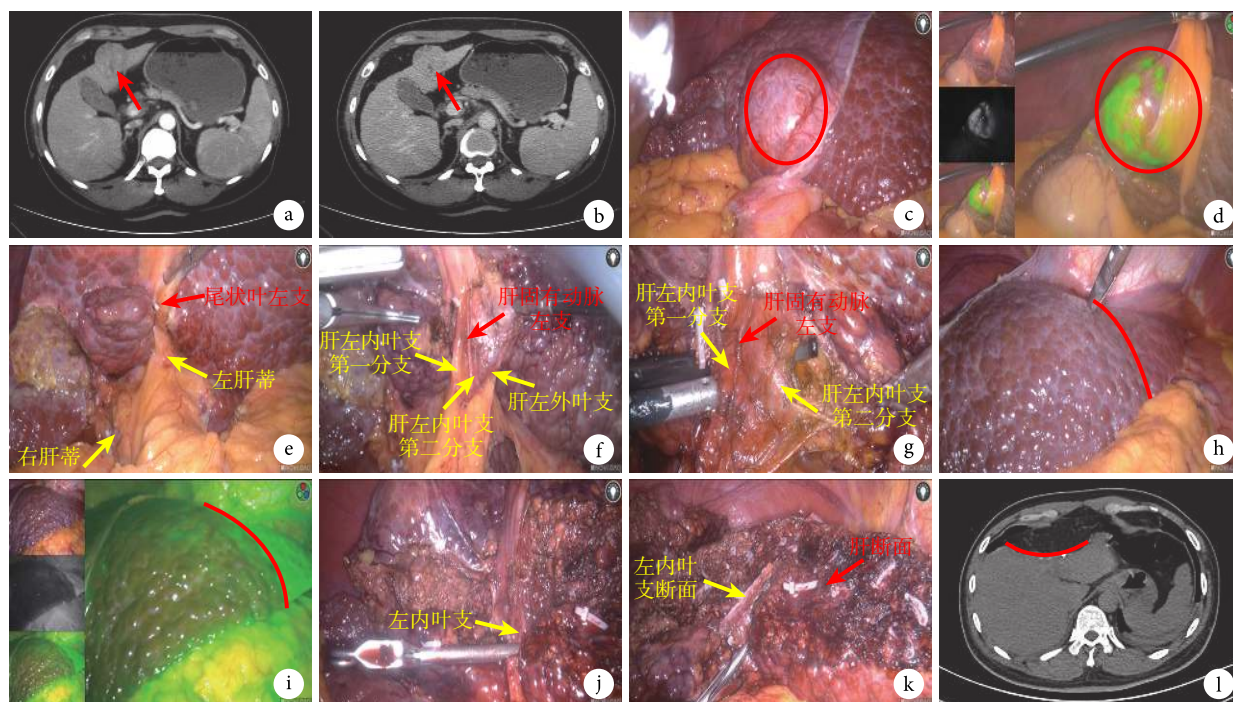 a
b
c
d
尾状叶左支
左肝蒂
右肝蒂
e
肝固有动脉
左支
肝左内叶支
第一分支
肝左外叶支
肝左内叶支
第二分支
f
肝左内叶支
第一分支
肝固有动脉
左支
肝左内叶支
第二分支
g
h
i
左内叶支
j
左内叶
支断面
肝断面
k
l